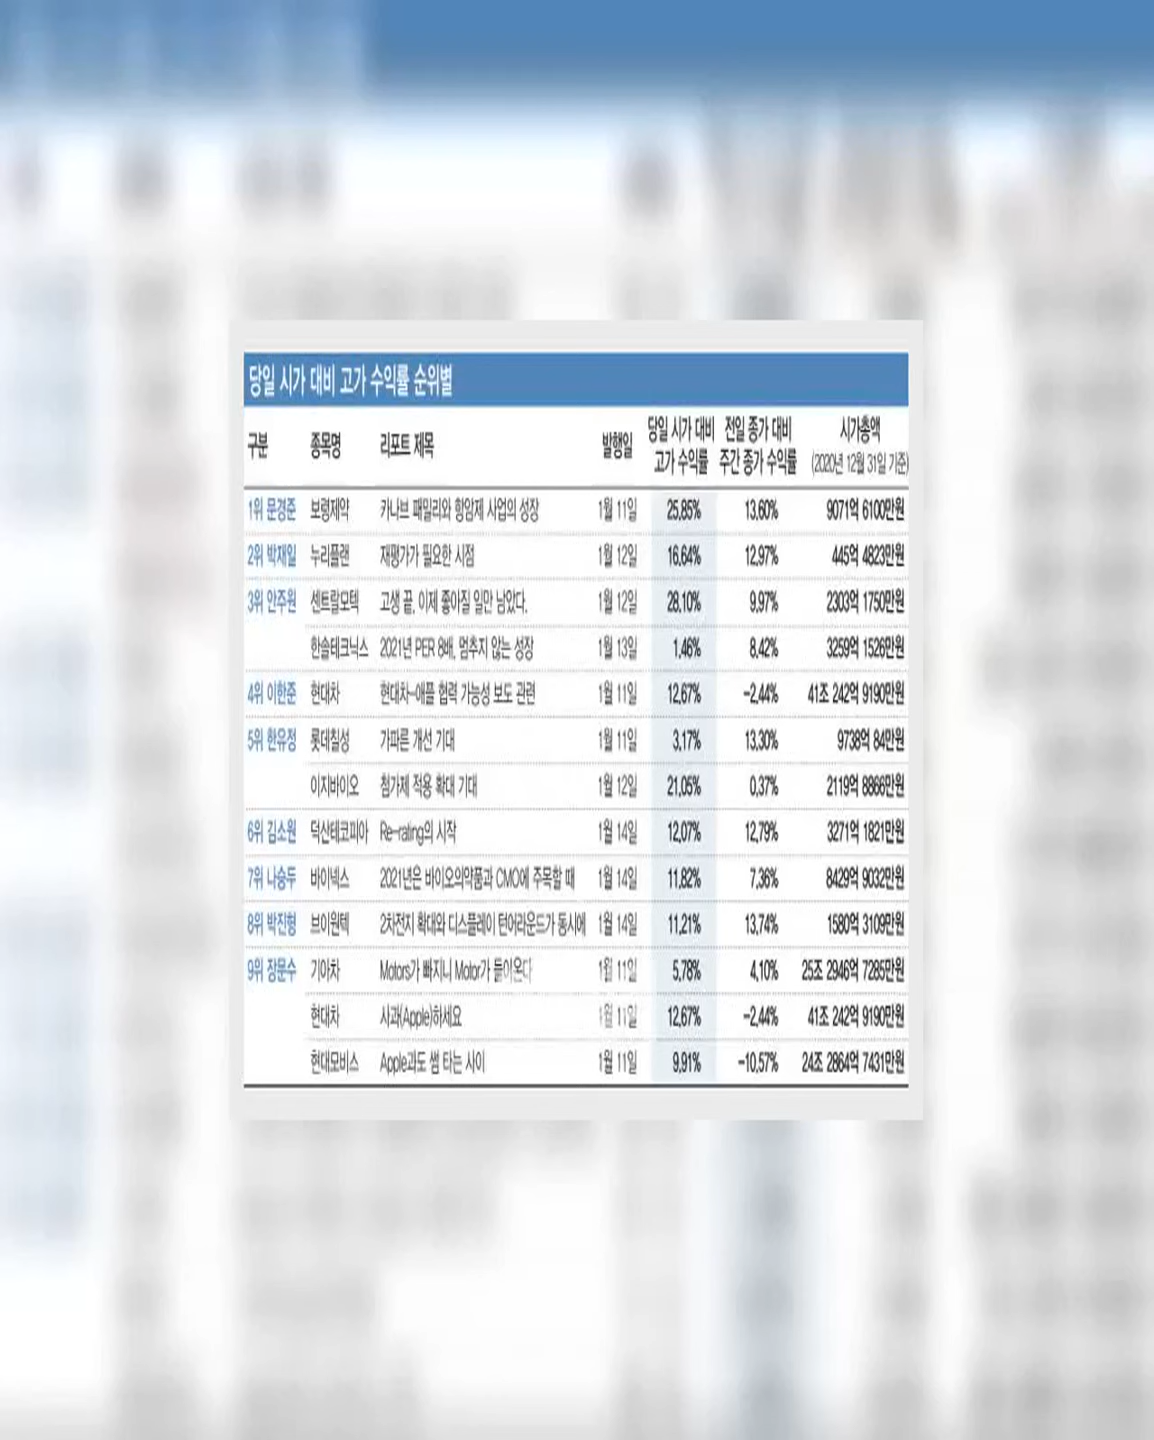 당일 시가 대비 고가 수익률 순위별
구분 종목명 리포트 제목 발행일 당일 시가 대비 고가 수익률 전일 종가 대비 주간 종가 수익률 시가총액 (2020년 12월 31일 기준)
1위 문경준 보령제약 카나브 패밀리와 항암제 사업의 성장 1월 11일 25.85% 13.60% 9071억 6100만원
2위 박재일 누리플랜 재평가가 필요한 시점 1월 12일 16.64% 12.97% 445억 4823만원
3위 안주원 센트랄모텍 고생 끝, 이제 좋아질 일만 남았다. 1월 12일 28.10% 9.97% 2303억 1750만원
한솔테크닉스 2021년 PER 8배, 멈추지 않는 성장 1월 13일 1.46% 8.42% 3259억 1526만원
4위 이한준 현대차 현대차-애플 협력 가능성 보도 관련 1월 11일 12.67% -2.44% 41조 242억 9190만원
5위 한유정 롯데칠성 가파른 개선 기대 1월 11일 3.17% 13.30% 9738억 84만원
이지바이오 첨가제 적용 확대 기대 1월 12일 21.05% 0.37% 2119억 8866만원
6위 김소원 덕산테코피아 Re-rating의 시작 1월 14일 12.07% 12.79% 3271억 1821만원
7위 나승두 바이넥스 2021년은 바이오의약품과 CMO에 주목할 때 1월 14일 11.82% 7.36% 8429억 9032만원
8위 박진형 브이원텍 2차전지 확대와 디스플레이 턴어라운드가 동시에 1월 14일 11.21% 13.74% 1580억 3109만원
9위 장문수 기아차 Motors가 빠지니 Motor가 들어온다 1월 11일 5.78% 4.10% 25조 2946억 7285만원
현대차 사과(Apple)하세요 1월 11일 12.67% -2.44% 41조 242억 9190만원
현대모비스 Apple과도 썸 타는 사이 1월 11일 9.91% -10.57% 24조 2864억 7431만원